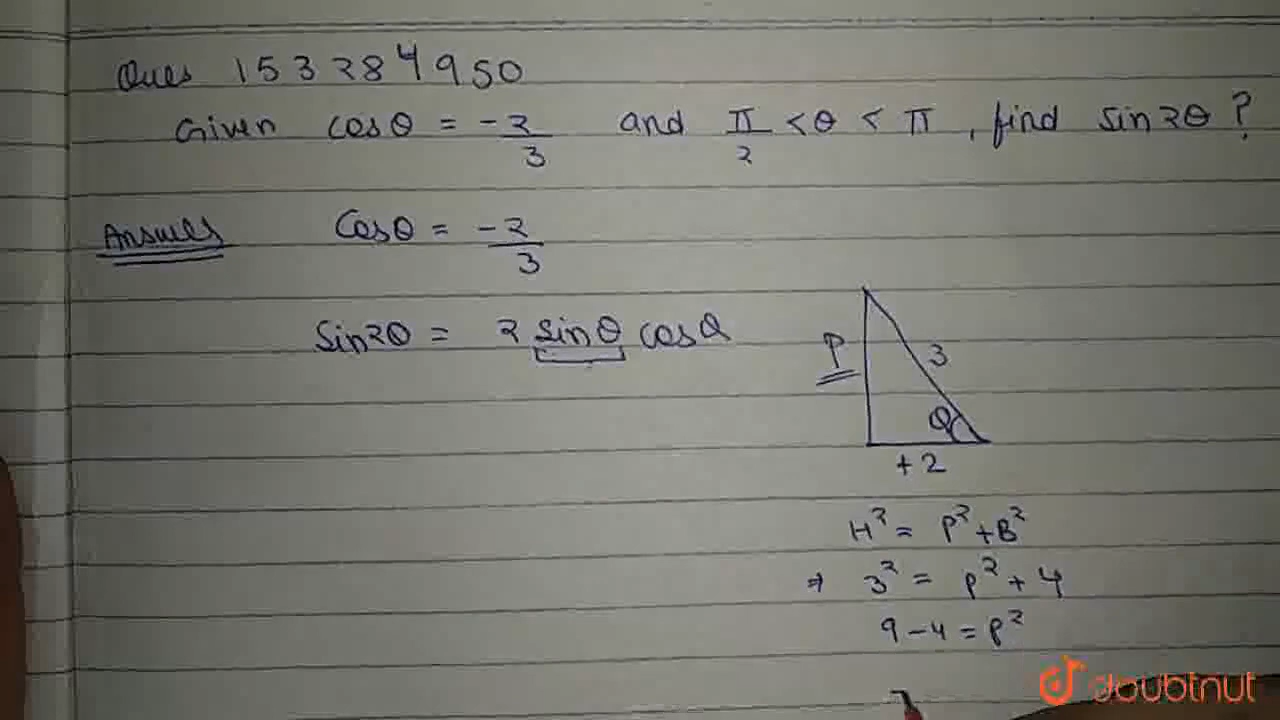 Ques 153284950
Given cosθ = -2/3 and π/2 < θ < π, find sin2θ?
Answer
Cosθ = -2/3
Sin2θ = 2 sinθ cosθ
P
3
θ
+2
H² = P² + B²
⇒ 3² = P² + 4
9 - 4 = P²
doubtnut